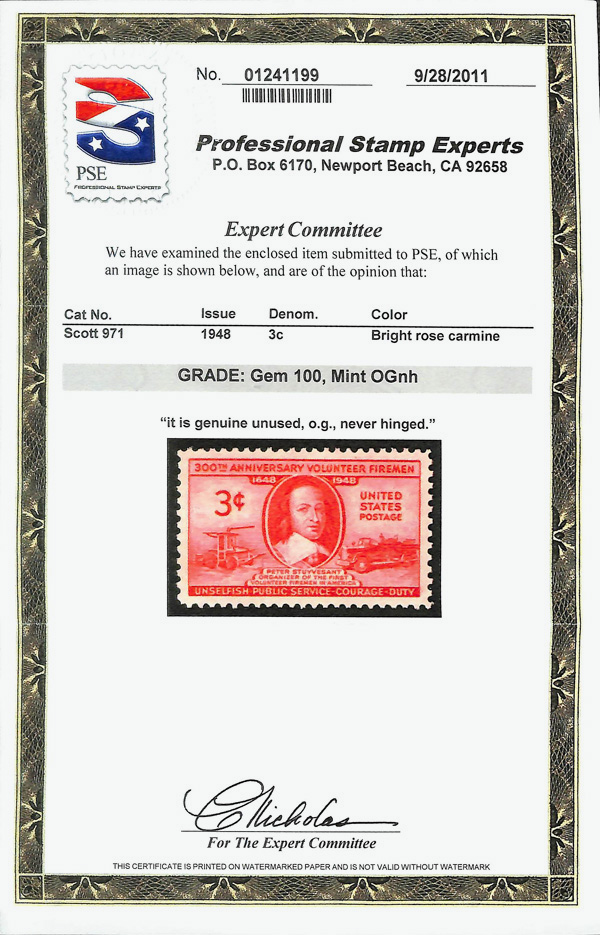 No. 01241199 9/28/2011
PSE
PROFESSIONAL STAMP EXPERTS
Professional Stamp Experts
P.O. Box 6170, Newport Beach, CA 92658
Expert Committee
We have examined the enclosed item submitted to PSE, of which
an image is shown below, and are of the opinion that:
Cat No. Issue Denom. Color
Scott 971 1948 3c Bright rose carmine
GRADE: Gem 100, Mint OGnh
“it is genuine unused, o.g., never hinged.”
300TH ANNIVERSARY VOLUNTEER FIREMEN
1648 1948
3¢
UNITED
STATES
POSTAGE
PETER STUYVESANT
ORGANIZER OF THE FIRST
VOLUNTEER FIREMEN IN AMERICA
UNSELFISH PUBLIC SERVICE-COURAGE-DUTY
C Nicholas
For The Expert Committee
THIS CERTIFICATE IS PRINTED ON WATERMARKED PAPER AND IS NOT VALID WITHOUT WATERMARK